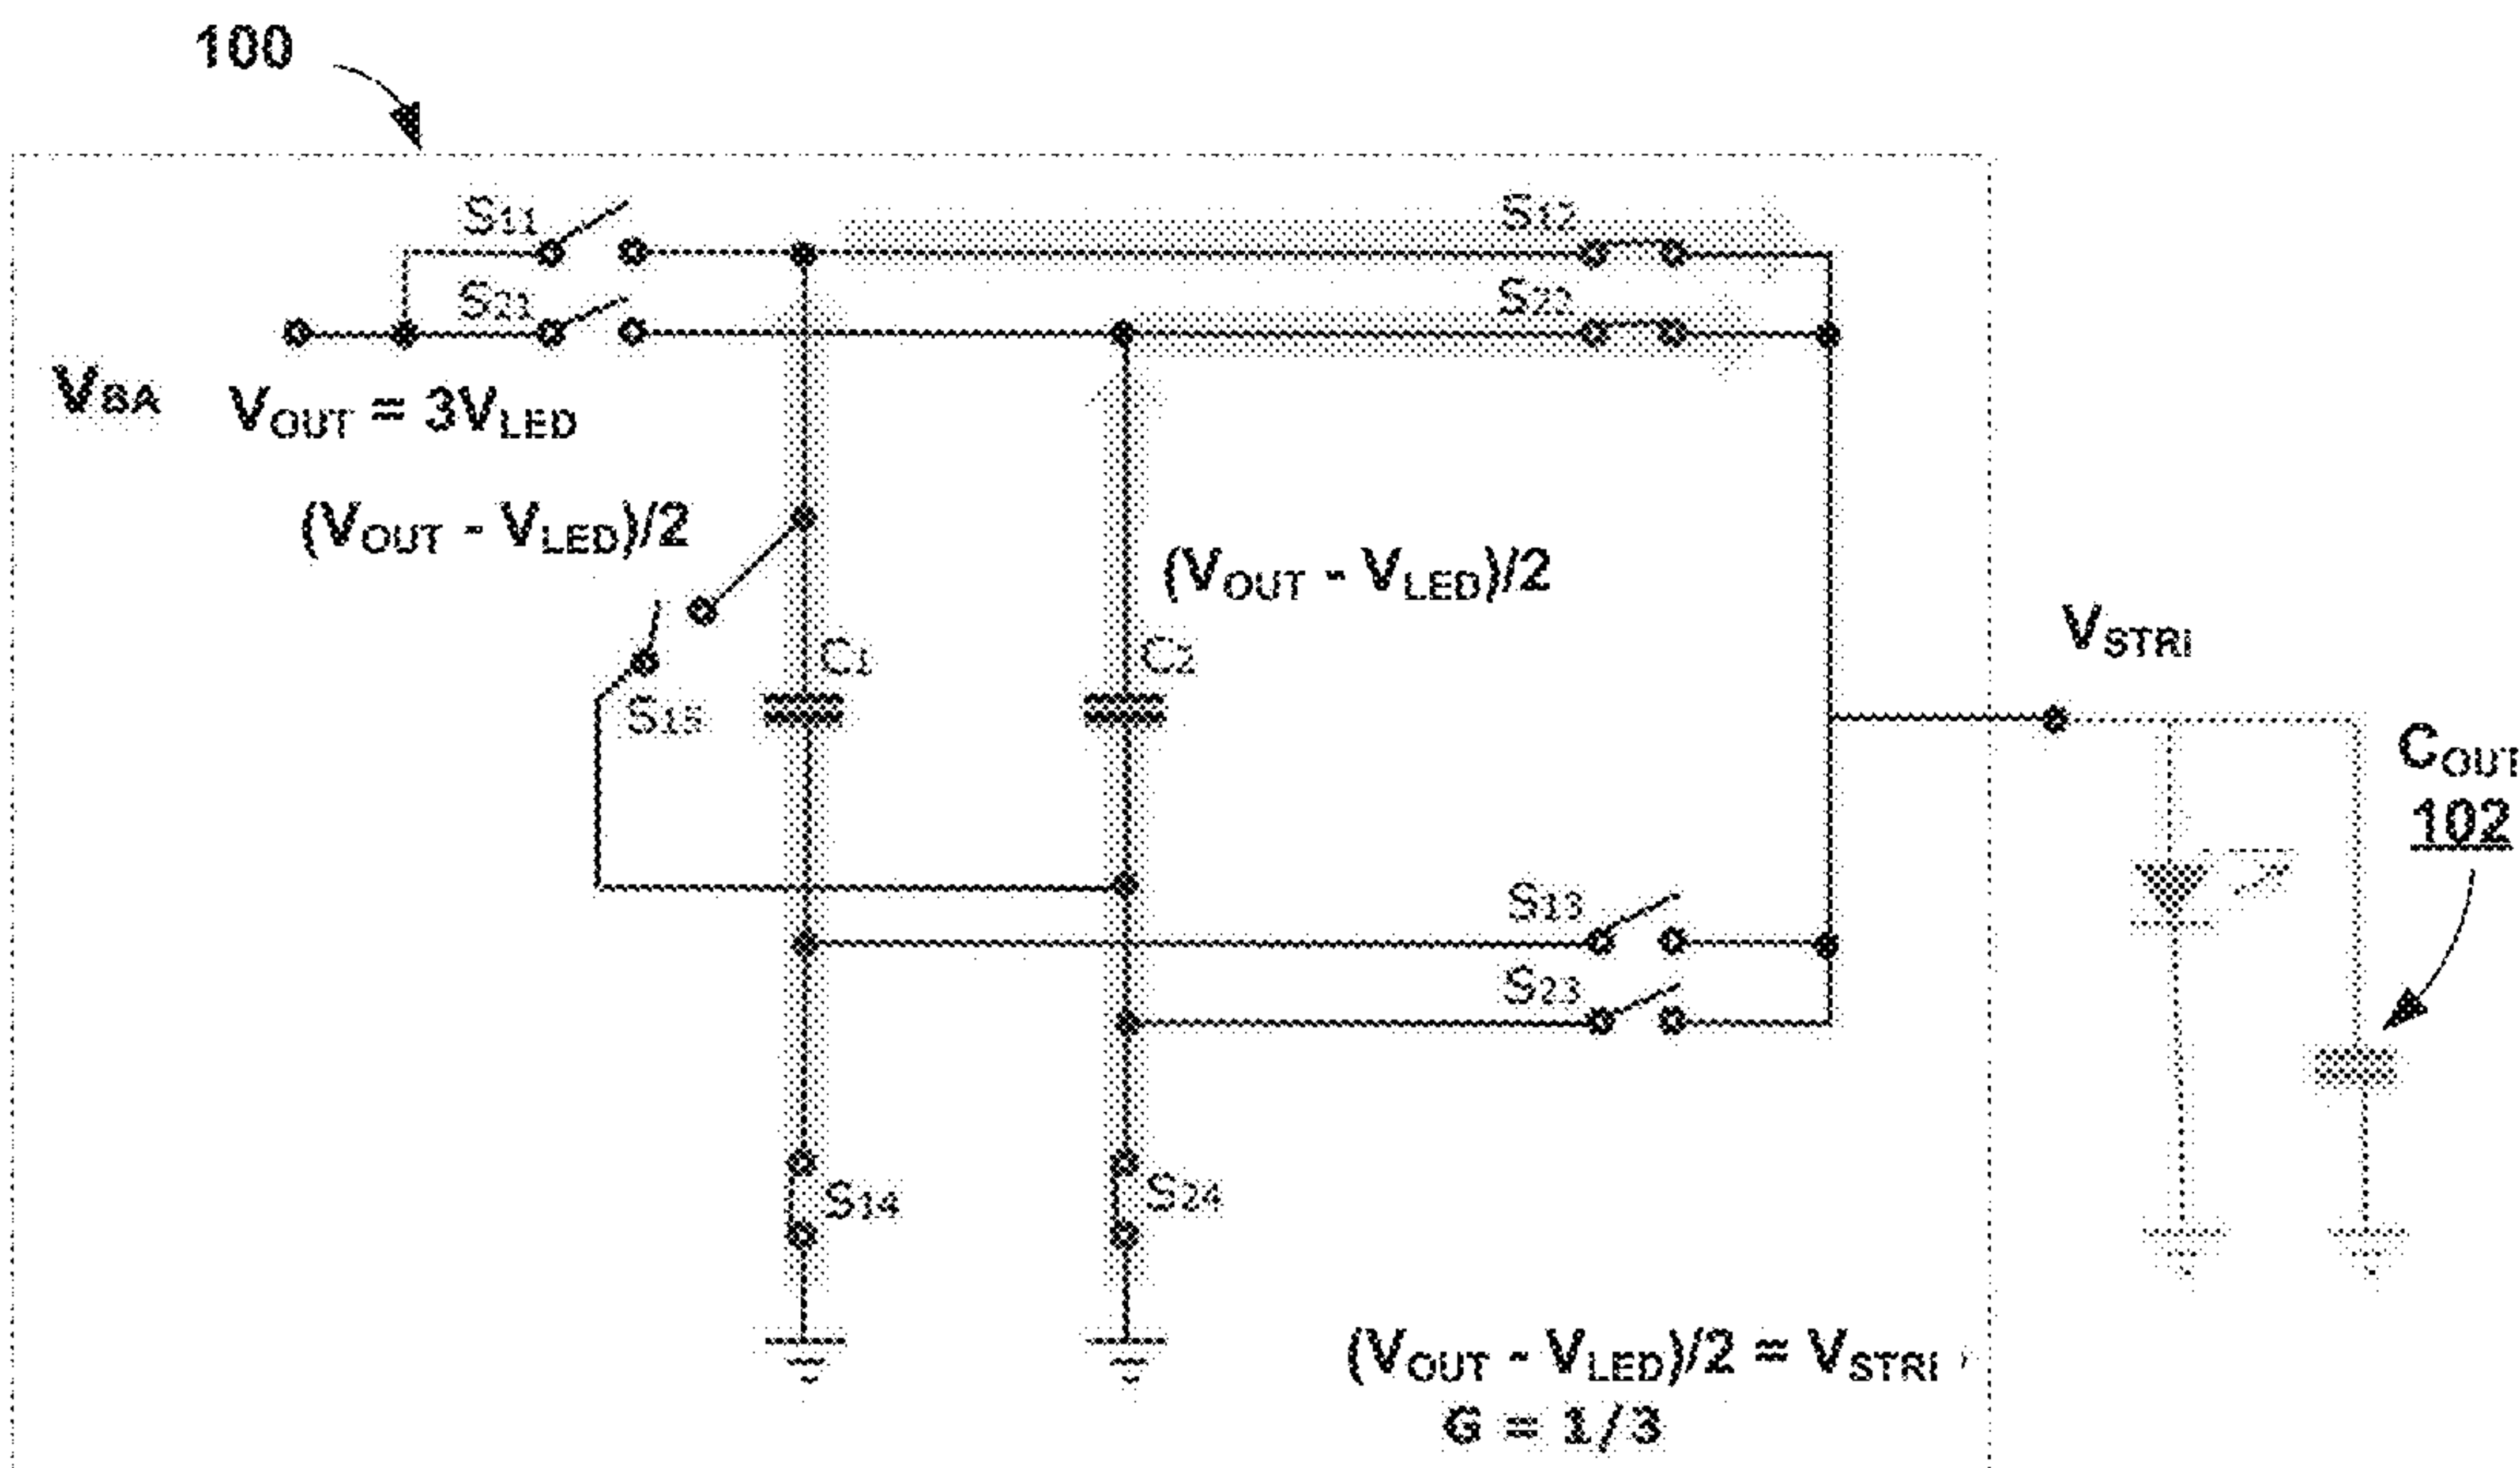 100
S11
S12
S21
S22
VBA
VOUT = 3VLED
(VOUT - VLED)/2
(VOUT - VLED)/2
VSTRI
C1
C2
S15
COUT
102
S13
S23
S14
S24
(VOUT - VLED)/2 = VSTRI
G = 1/3